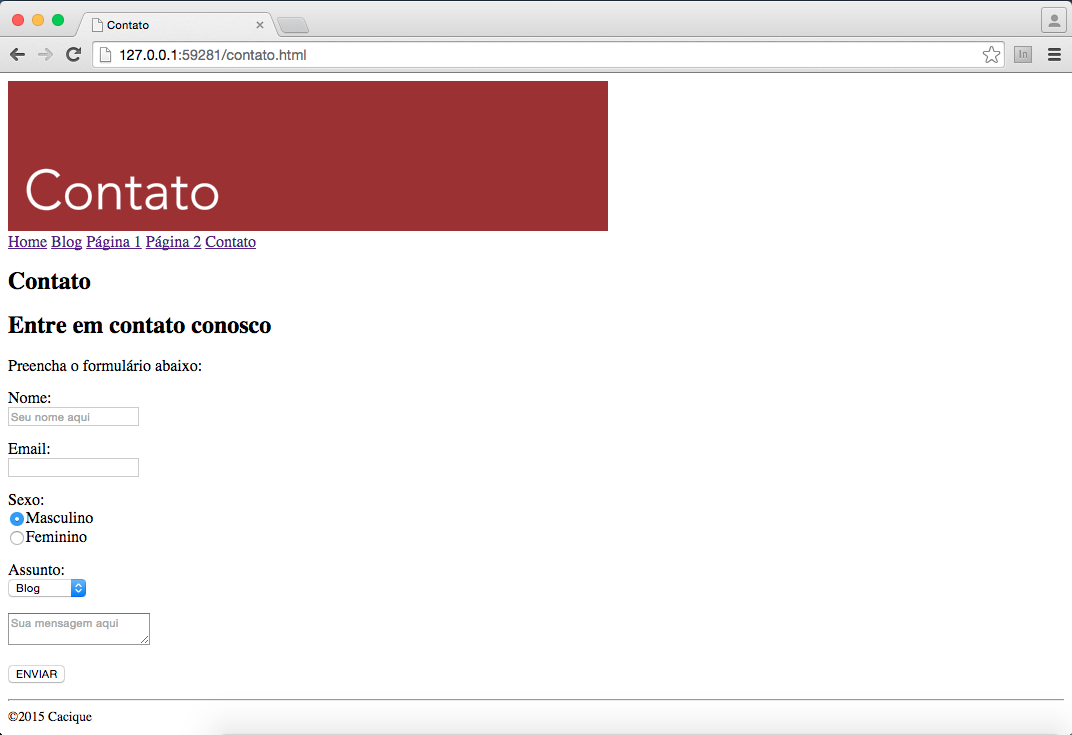 Contato
127.0.0.1:59281/contato.html
In
Contato
Home Blog Página 1 Página 2 Contato
Contato
Entre em contato conosco
Preencha o formulário abaixo:
Nome:
Seu nome aqui
Email:
Sexo:
Masculino
Feminino
Assunto:
Blog
Sua mensagem aqui
ENVIAR
©2015 Cacique